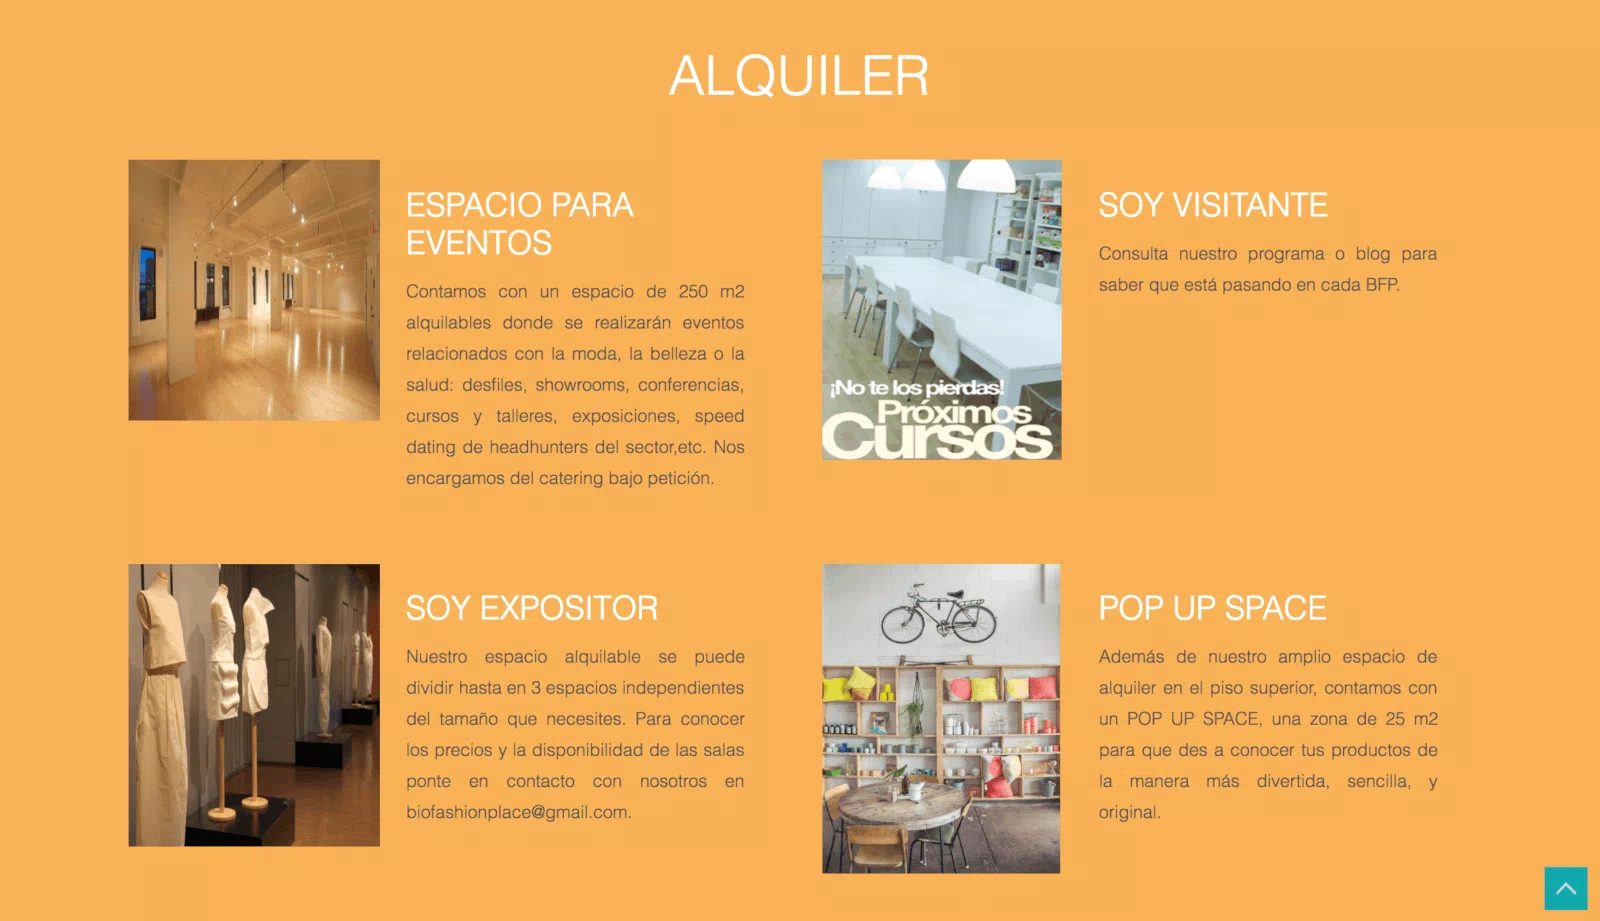 ALQUILER
ESPACIO PARA
EVENTOS
Contamos con un espacio de 250 m2
alquilables donde se realizarán eventos
relacionados con la moda, la belleza o la
salud: desfiles, showrooms, conferencias,
cursos y talleres, exposiciones, speed
dating de headhunters del sector,etc. Nos
encargamos del catering bajo petición.
¡No te los pierdas!
Próximos
Cursos
SOY VISITANTE
Consulta nuestro programa o blog para
saber que está pasando en cada BFP.
SOY EXPOSITOR
Nuestro espacio alquilable se puede
dividir hasta en 3 espacios independientes
del tamaño que necesites. Para conocer
los precios y la disponibilidad de las salas
ponte en contacto con nosotros en
biofashionplace@gmail.com.
POP UP SPACE
Además de nuestro amplio espacio de
alquiler en el piso superior, contamos con
un POP UP SPACE, una zona de 25 m2
para que des a conocer tus productos de
la manera más divertida, sencilla, y
original.